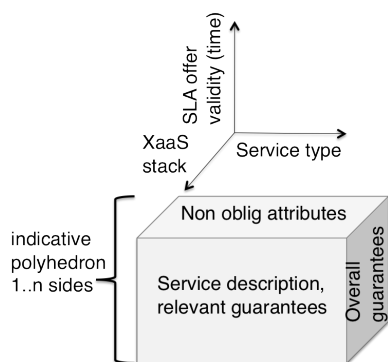 SLA offer
validity (time)
XaaS
stack
Service type
Non oblig attributes
indicative
polyhedron
1..n sides
Service description,
relevant guarantees
Overall
guarantees